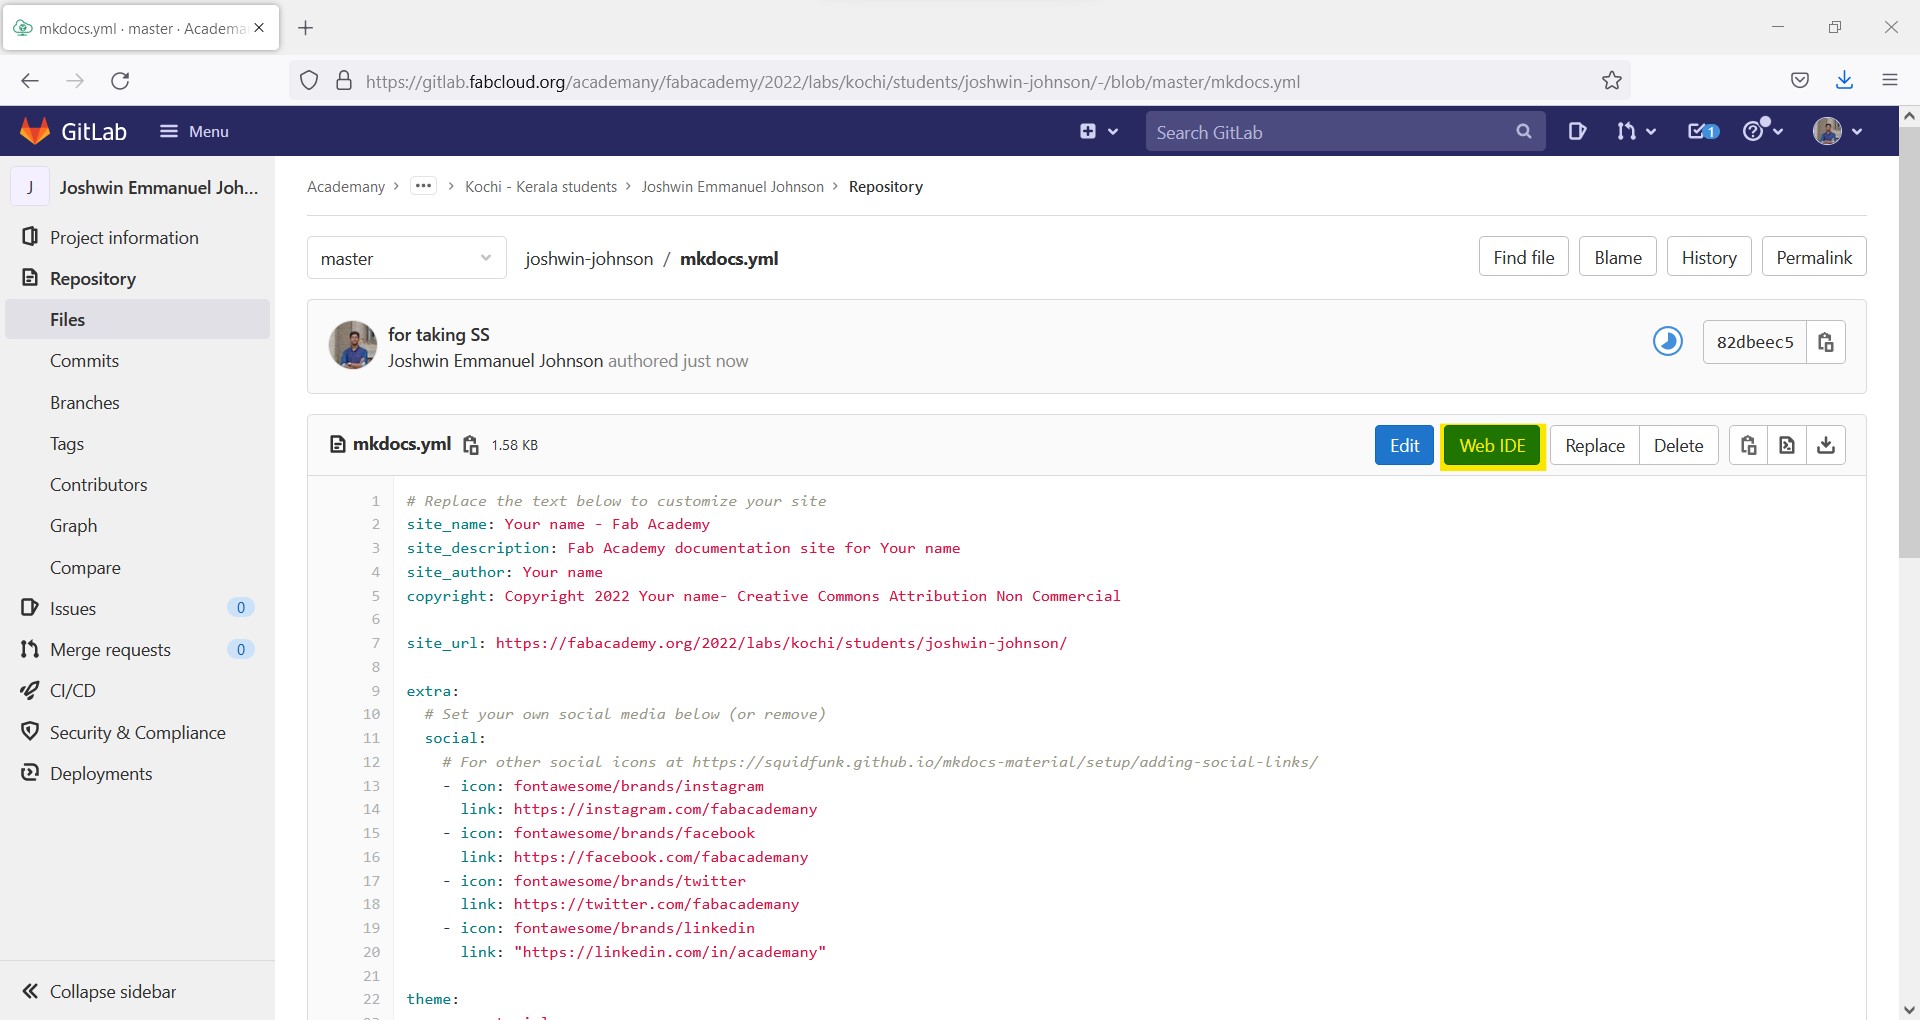 mkdocs.yml · master · Academa
https://gitlab.fabcloud.org/academany/fabacademy/2022/labs/kochi/students/joshwin-johnson/-/blob/master/mkdocs.yml
GitLab
Menu
Search GitLab
1
J
Joshwin Emmanuel Joh...
Project information
Repository
Files
Commits
Branches
Tags
Contributors
Graph
Compare
Issues 0
Merge requests 0
CI/CD
Security & Compliance
Deployments
Collapse sidebar
Academany > ··· > Kochi - Kerala students > Joshwin Emmanuel Johnson > Repository
master
joshwin-johnson / mkdocs.yml
Find file
Blame
History
Permalink
for taking SS
Joshwin Emmanuel Johnson authored just now
82dbeec5
mkdocs.yml 1.58 KB
Edit
Web IDE
Replace
Delete
1 # Replace the text below to customize your site
2 site_name: Your name - Fab Academy
3 site_description: Fab Academy documentation site for Your name
4 site_author: Your name
5 copyright: Copyright 2022 Your name- Creative Commons Attribution Non Commercial
6
7 site_url: https://fabacademy.org/2022/labs/kochi/students/joshwin-johnson/
8
9 extra:
10 # Set your own social media below (or remove)
11 social:
12 # For other social icons at https://squidfunk.github.io/mkdocs-material/setup/adding-social-links/
13 - icon: fontawesome/brands/instagram
14 link: https://instagram.com/fabacademany
15 - icon: fontawesome/brands/facebook
16 link: https://facebook.com/fabacademany
17 - icon: fontawesome/brands/twitter
18 link: https://twitter.com/fabacademany
19 - icon: fontawesome/brands/linkedin
20 link: "https://linkedin.com/in/academany"
21
22 theme: